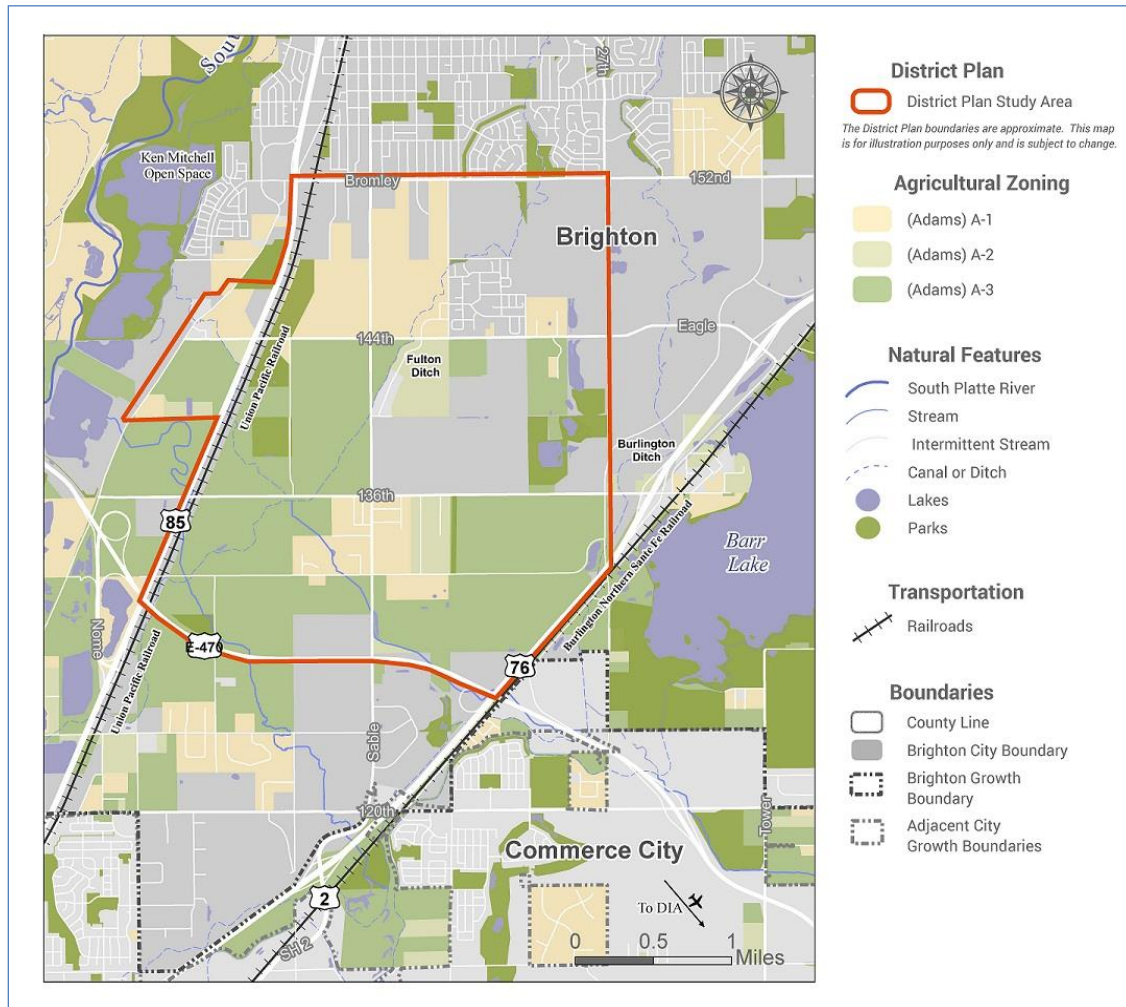 Sou
27th
Ken Mitchell
Open Space
Bromley
152nd
Brighton
Eagle
144th
Fulton
Ditch
Union Pacific Railroad
Burlington
Ditch
136th
85
Burlington Northern Sante Fe Railroad
Barr
Lake
Nome
E-470
76
Union Pacific Railroad
Sable
120th
Tower
Commerce City
2
To DIA
SH 2
0 0.5 1
Miles
District Plan
District Plan Study Area
The District Plan boundaries are approximate. This map
is for illustration purposes only and is subject to change.
Agricultural Zoning
(Adams) A-1
(Adams) A-2
(Adams) A-3
Natural Features
South Platte River
Stream
Intermittent Stream
Canal or Ditch
Lakes
Parks
Transportation
Railroads
Boundaries
County Line
Brighton City Boundary
Brighton Growth
Boundary
Adjacent City
Growth Boundaries